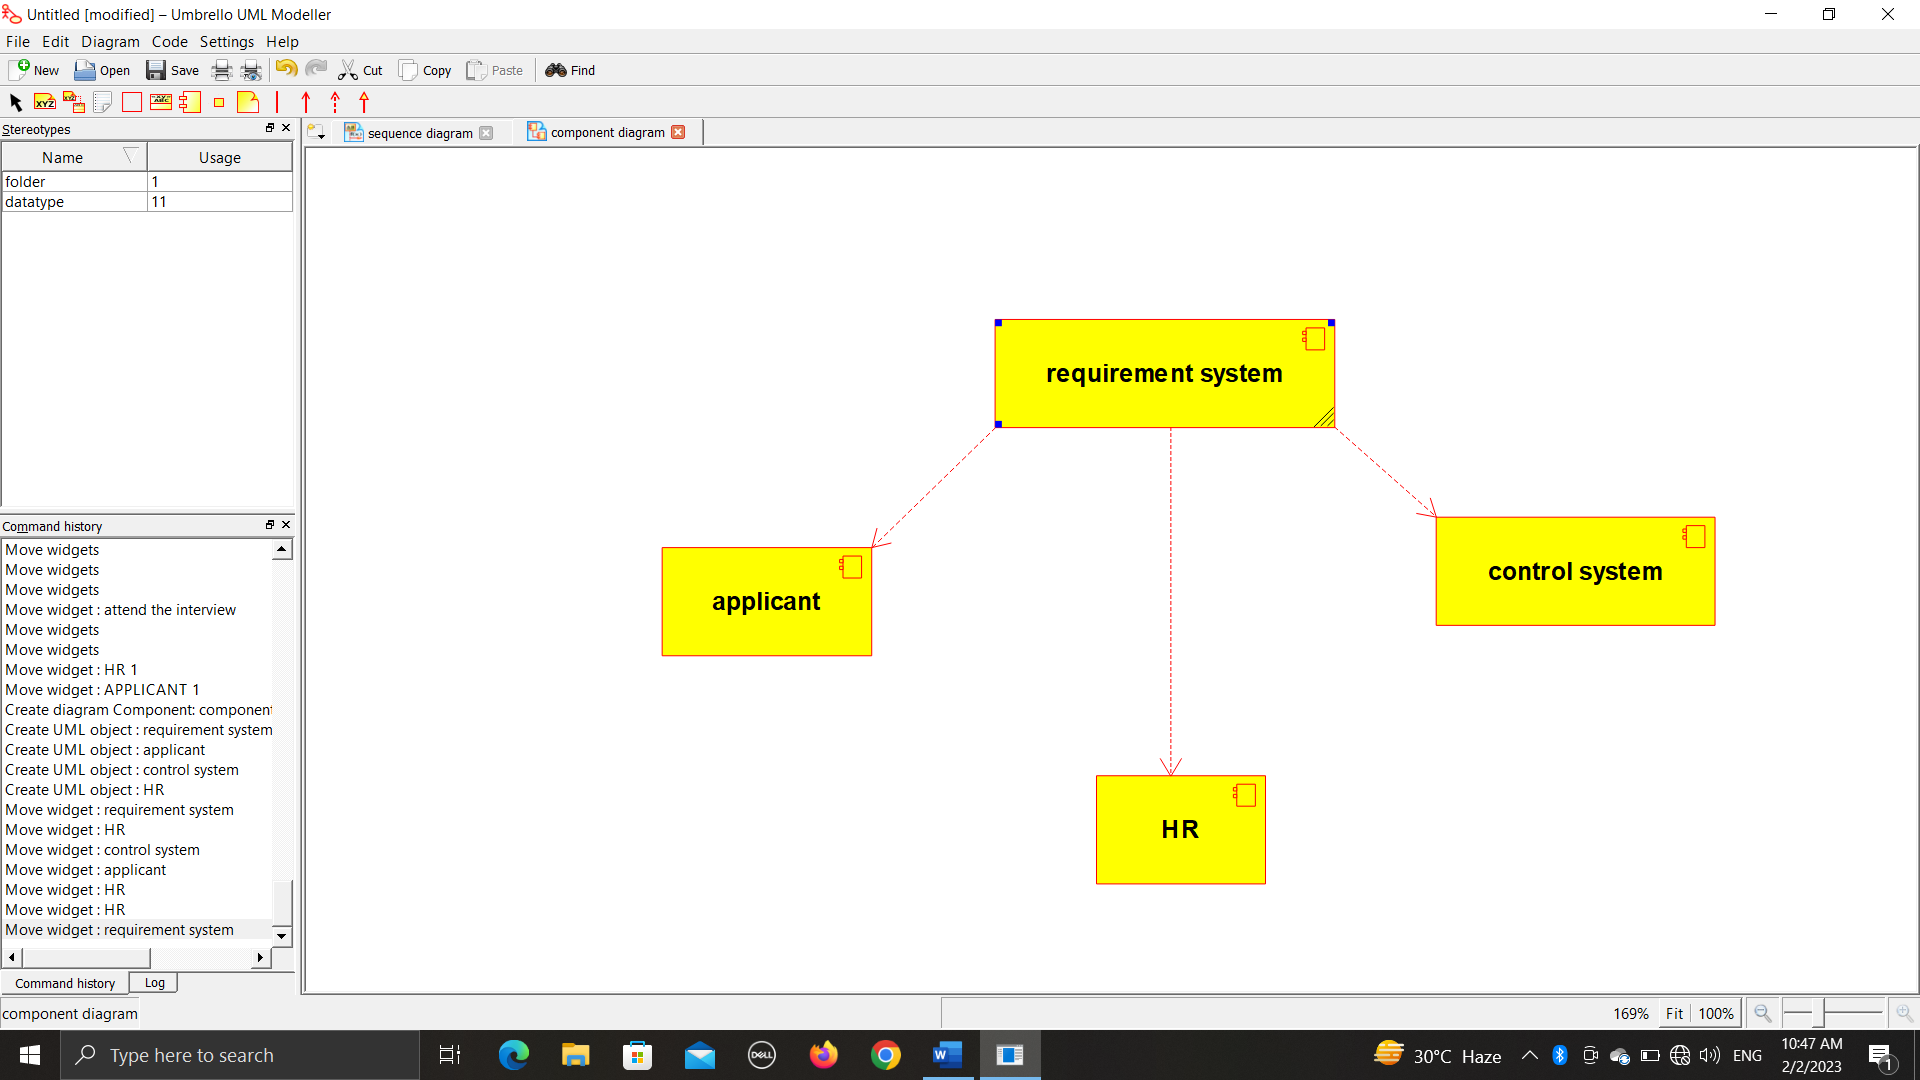 Untitled [modified] – Umbrello UML Modeller
File Edit Diagram Code Settings Help
New Open Save Cut Copy Paste Find
XYZ XYZ ABC
Stereotypes
sequence diagram component diagram
Name Usage
folder 1
datatype 11
requirement system
applicant
control system
HR
Command history
Move widgets
Move widgets
Move widgets
Move widget : attend the interview
Move widgets
Move widgets
Move widget : HR 1
Move widget : APPLICANT 1
Create diagram Component: component
Create UML object : requirement system
Create UML object : applicant
Create UML object : control system
Create UML object : HR
Move widget : requirement system
Move widget : HR
Move widget : control system
Move widget : applicant
Move widget : HR
Move widget : HR
Move widget : requirement system
Command history Log
component diagram 169% Fit 100%
Type here to search DELL W 30°C Haze ENG 10:47 AM
2/2/2023 1